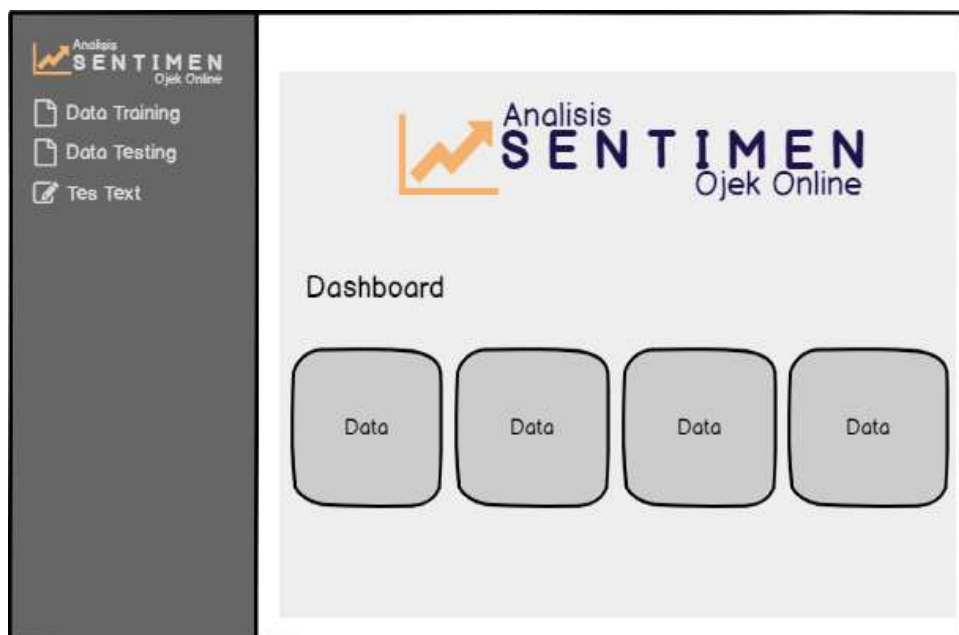 Analisis
SENTIMEN
Ojek Online
Data Training
Data Testing
Tes Text
Analisis
SENTIMEN
Ojek Online
Dashboard
Data Data Data Data